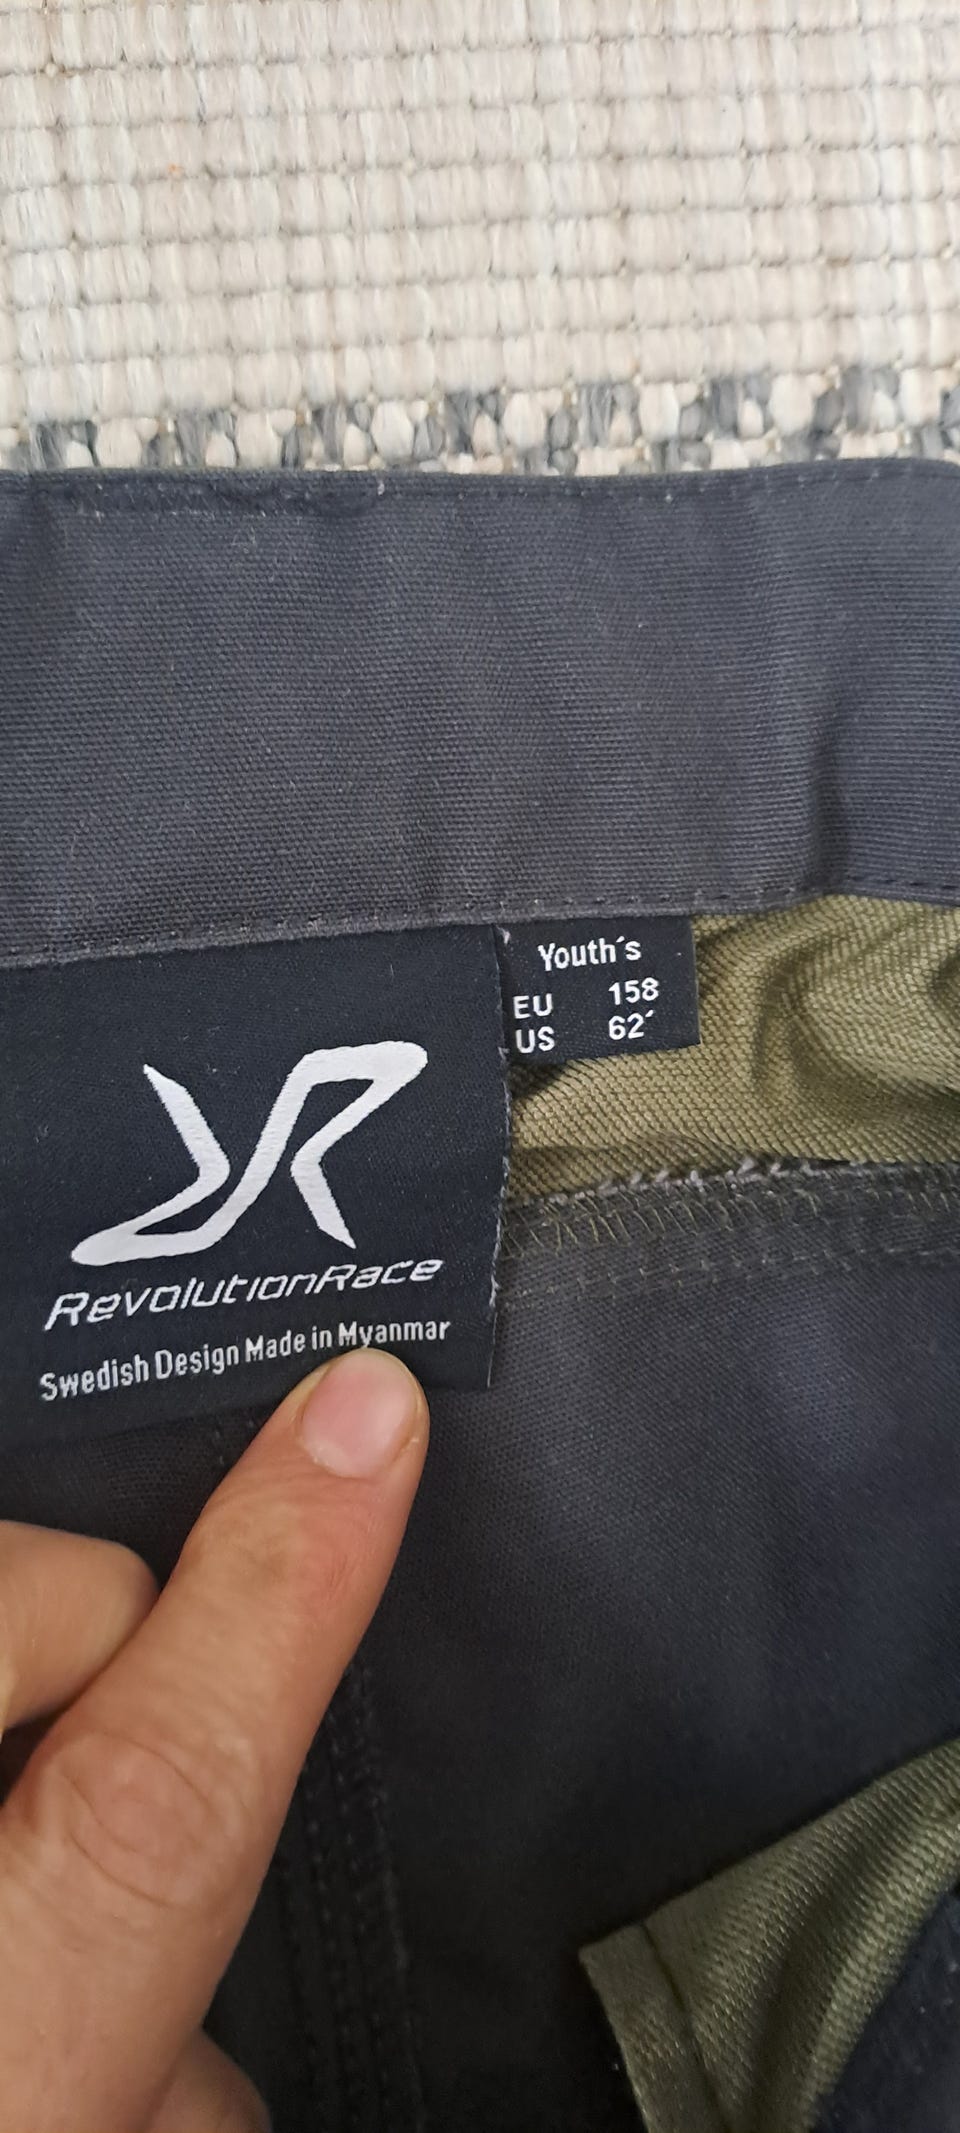 Youth´s
EU 158
US 62´
RevolutionRace
Swedish Design Made in Myanmar